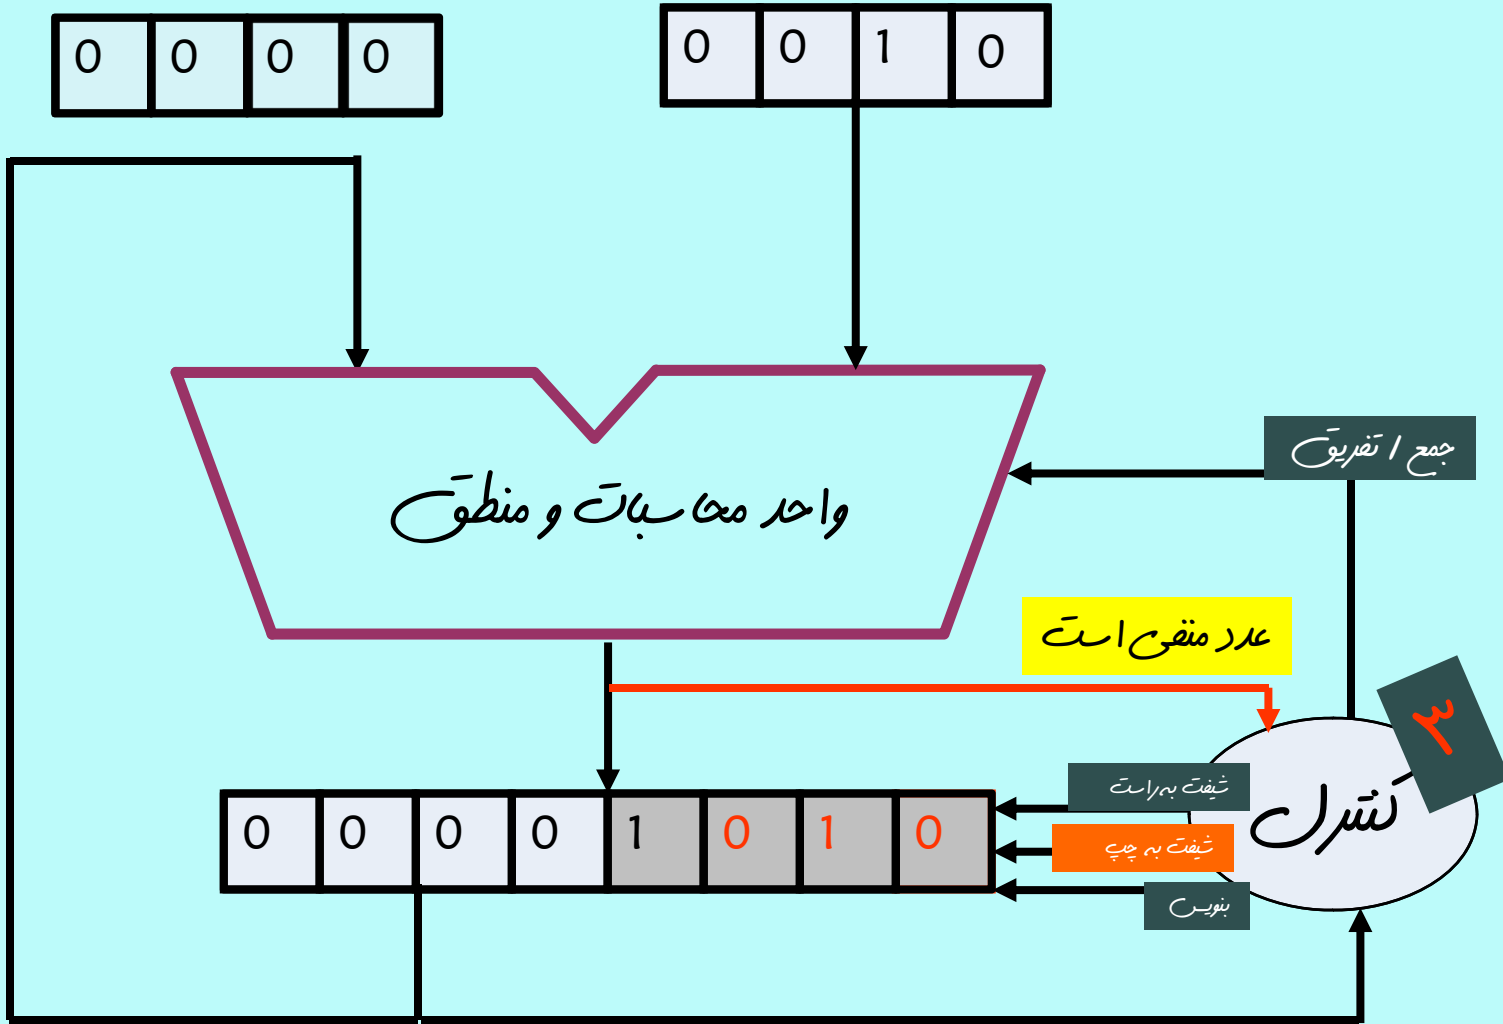 0 0 0 0
0 0 1 0
جمع / تفریق
واحد محاسبات و منطق
عدد منفی است
۳
کنترل
شیفت به راست
شیفت به چپ
بنویس
0 0 0 0 1 0 1 0